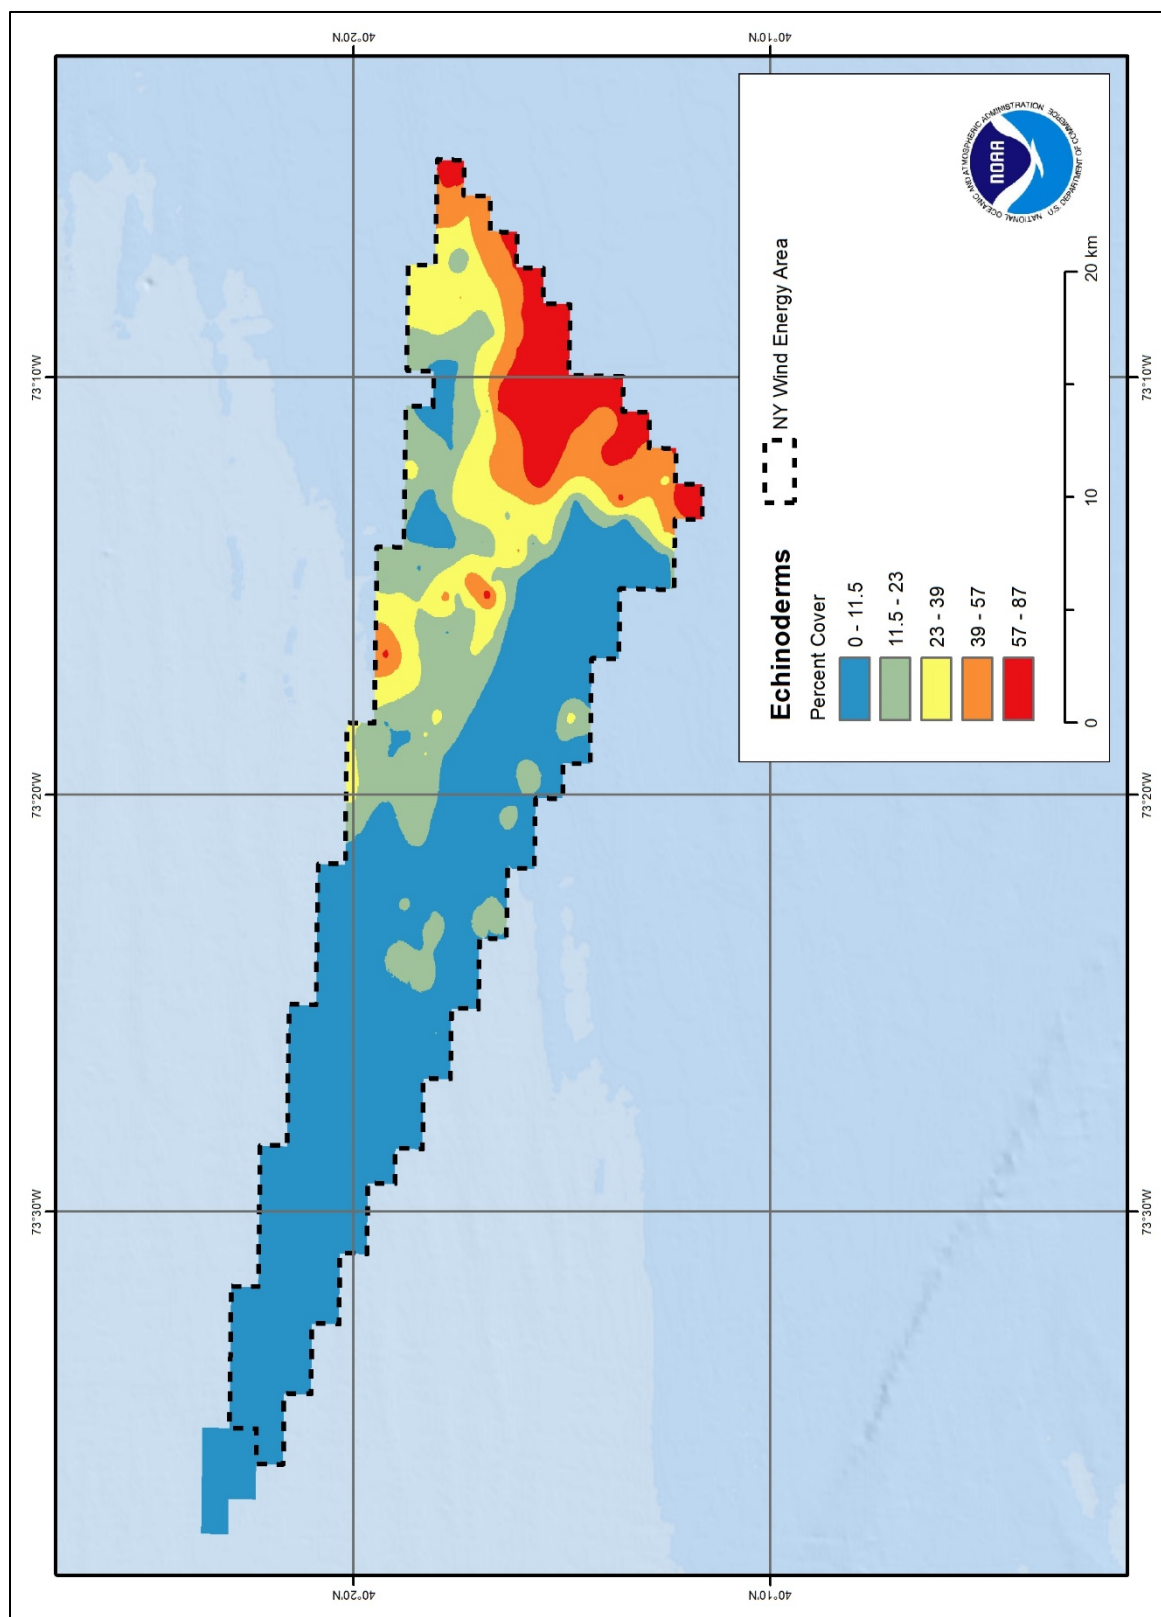 73°30'W
73°20'W
73°10'W
40°20'N
40°20'N
40°10'N
40°10'N
73°30'W
73°20'W
73°10'W
Echinoderms
Percent Cover
0 - 11.5
11.5 - 23
23 - 39
39 - 57
57 - 87
NY Wind Energy Area
0
10
20 km
NATIONAL OCEANIC AND ATMOSPHERIC ADMINISTRATION
NOAA
U.S. DEPARTMENT OF COMMERCE